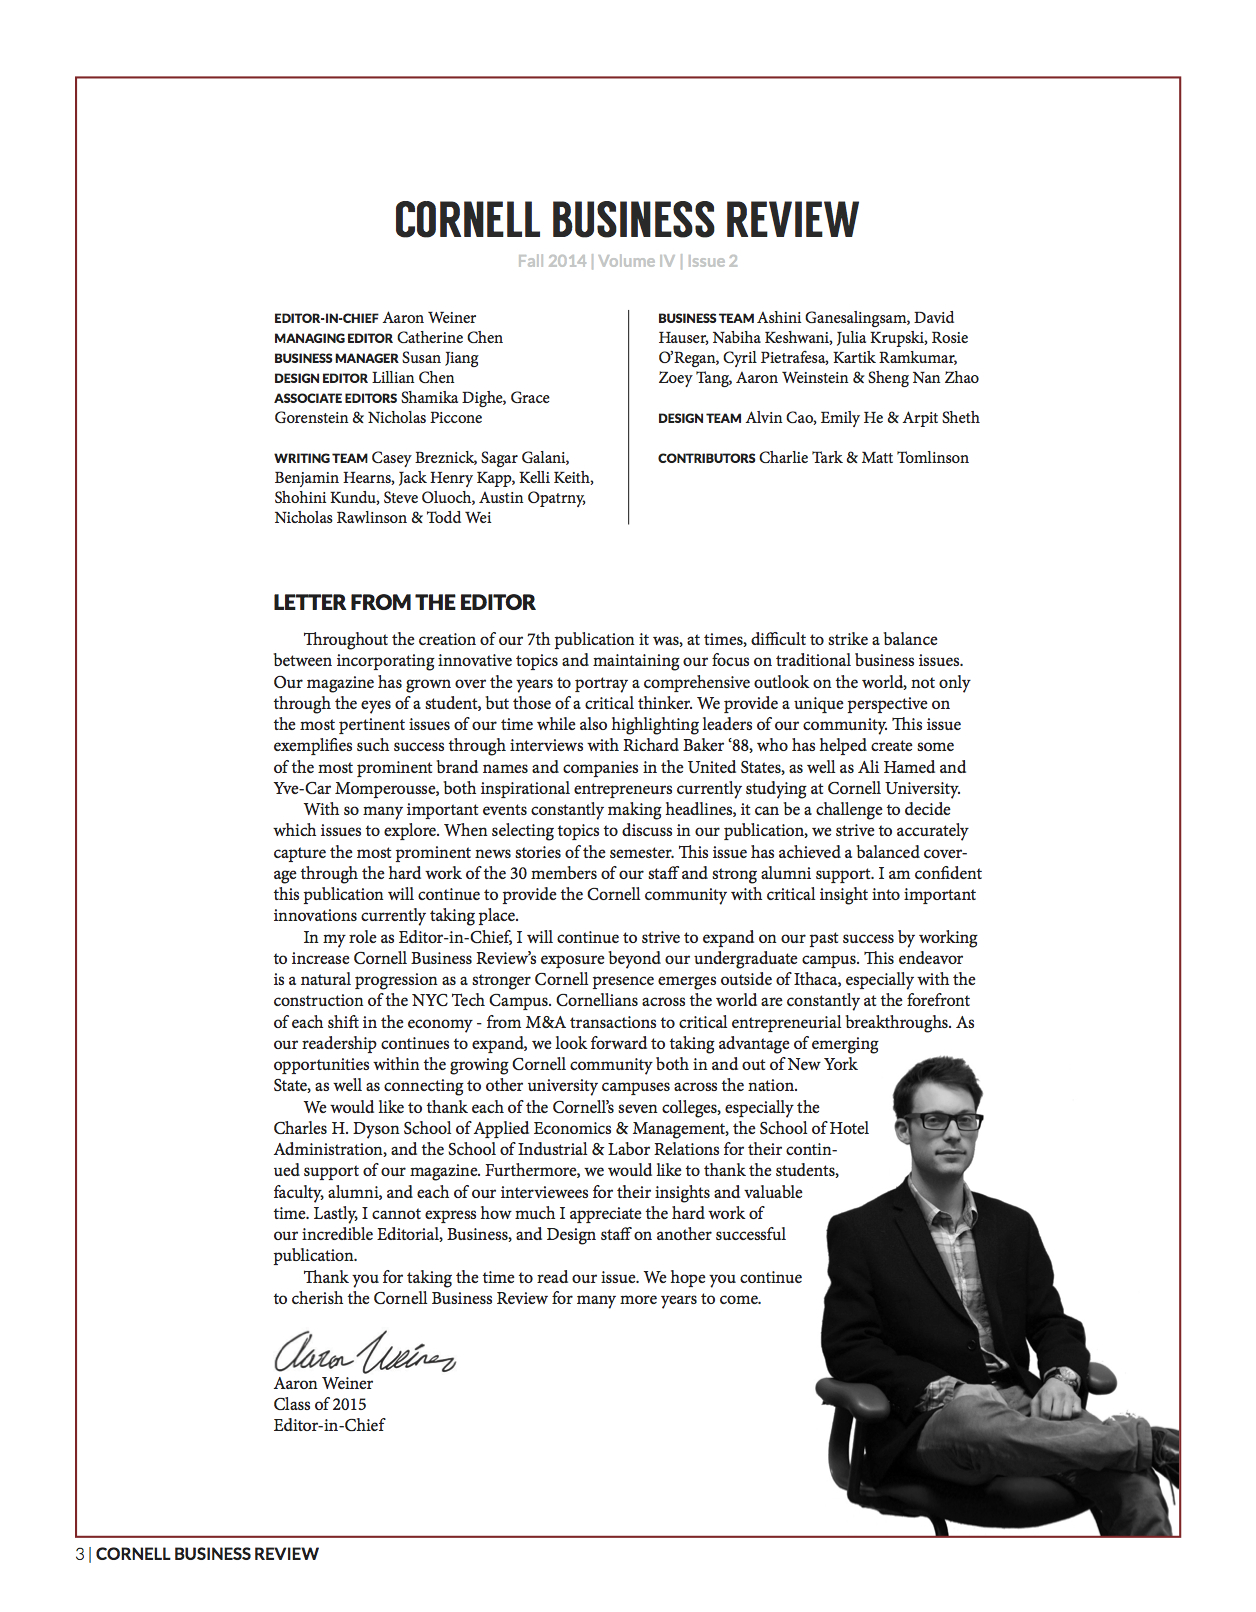 CORNELL BUSINESS REVIEW
Fall 2014 | Volume IV | Issue 2
EDITOR-IN-CHIEF Aaron Weiner
MANAGING EDITOR Catherine Chen
BUSINESS MANAGER Susan Jiang
DESIGN EDITOR Lillian Chen
ASSOCIATE EDITORS Shamika Dighe, Grace
Gorenstein & Nicholas Piccone
WRITING TEAM Casey Breznick, Sagar Galani,
Benjamin Hearns, Jack Henry Kapp, Kelli Keith,
Shohini Kundu, Steve Oluoch, Austin Opatrny,
Nicholas Rawlinson & Todd Wei
BUSINESS TEAM Ashini Ganesalingsam, David
Hauser, Nabiha Keshwani, Julia Krupski, Rosie
O’Regan, Cyril Pietrafesa, Kartik Ramkumar,
Zoey Tang, Aaron Weinstein & Sheng Nan Zhao
DESIGN TEAM Alvin Cao, Emily He & Arpit Sheth
CONTRIBUTORS Charlie Tark & Matt Tomlinson
LETTER FROM THE EDITOR
Throughout the creation of our 7th publication it was, at times, difficult to strike a balance
between incorporating innovative topics and maintaining our focus on traditional business issues.
Our magazine has grown over the years to portray a comprehensive outlook on the world, not only
through the eyes of a student, but those of a critical thinker. We provide a unique perspective on
the most pertinent issues of our time while also highlighting leaders of our community. This issue
exemplifies such success through interviews with Richard Baker ‘88, who has helped create some
of the most prominent brand names and companies in the United States, as well as Ali Hamed and
Yve-Car Momperousse, both inspirational entrepreneurs currently studying at Cornell University.
With so many important events constantly making headlines, it can be a challenge to decide
which issues to explore. When selecting topics to discuss in our publication, we strive to accurately
capture the most prominent news stories of the semester. This issue has achieved a balanced cover-
age through the hard work of the 30 members of our staff and strong alumni support. I am confident
this publication will continue to provide the Cornell community with critical insight into important
innovations currently taking place.
In my role as Editor-in-Chief, I will continue to strive to expand on our past success by working
to increase Cornell Business Review’s exposure beyond our undergraduate campus. This endeavor
is a natural progression as a stronger Cornell presence emerges outside of Ithaca, especially with the
construction of the NYC Tech Campus. Cornellians across the world are constantly at the forefront
of each shift in the economy - from M&A transactions to critical entrepreneurial breakthroughs. As
our readership continues to expand, we look forward to taking advantage of emerging
opportunities within the growing Cornell community both in and out of New York
State, as well as connecting to other university campuses across the nation.
We would like to thank each of the Cornell’s seven colleges, especially the
Charles H. Dyson School of Applied Economics & Management, the School of Hotel
Administration, and the School of Industrial & Labor Relations for their contin-
ued support of our magazine. Furthermore, we would like to thank the students,
faculty, alumni, and each of our interviewees for their insights and valuable
time. Lastly, I cannot express how much I appreciate the hard work of
our incredible Editorial, Business, and Design staff on another successful
publication.
Thank you for taking the time to read our issue. We hope you continue
to cherish the Cornell Business Review for many more years to come.
Aaron Weiner
Aaron Weiner
Class of 2015
Editor-in-Chief
3 | CORNELL BUSINESS REVIEW